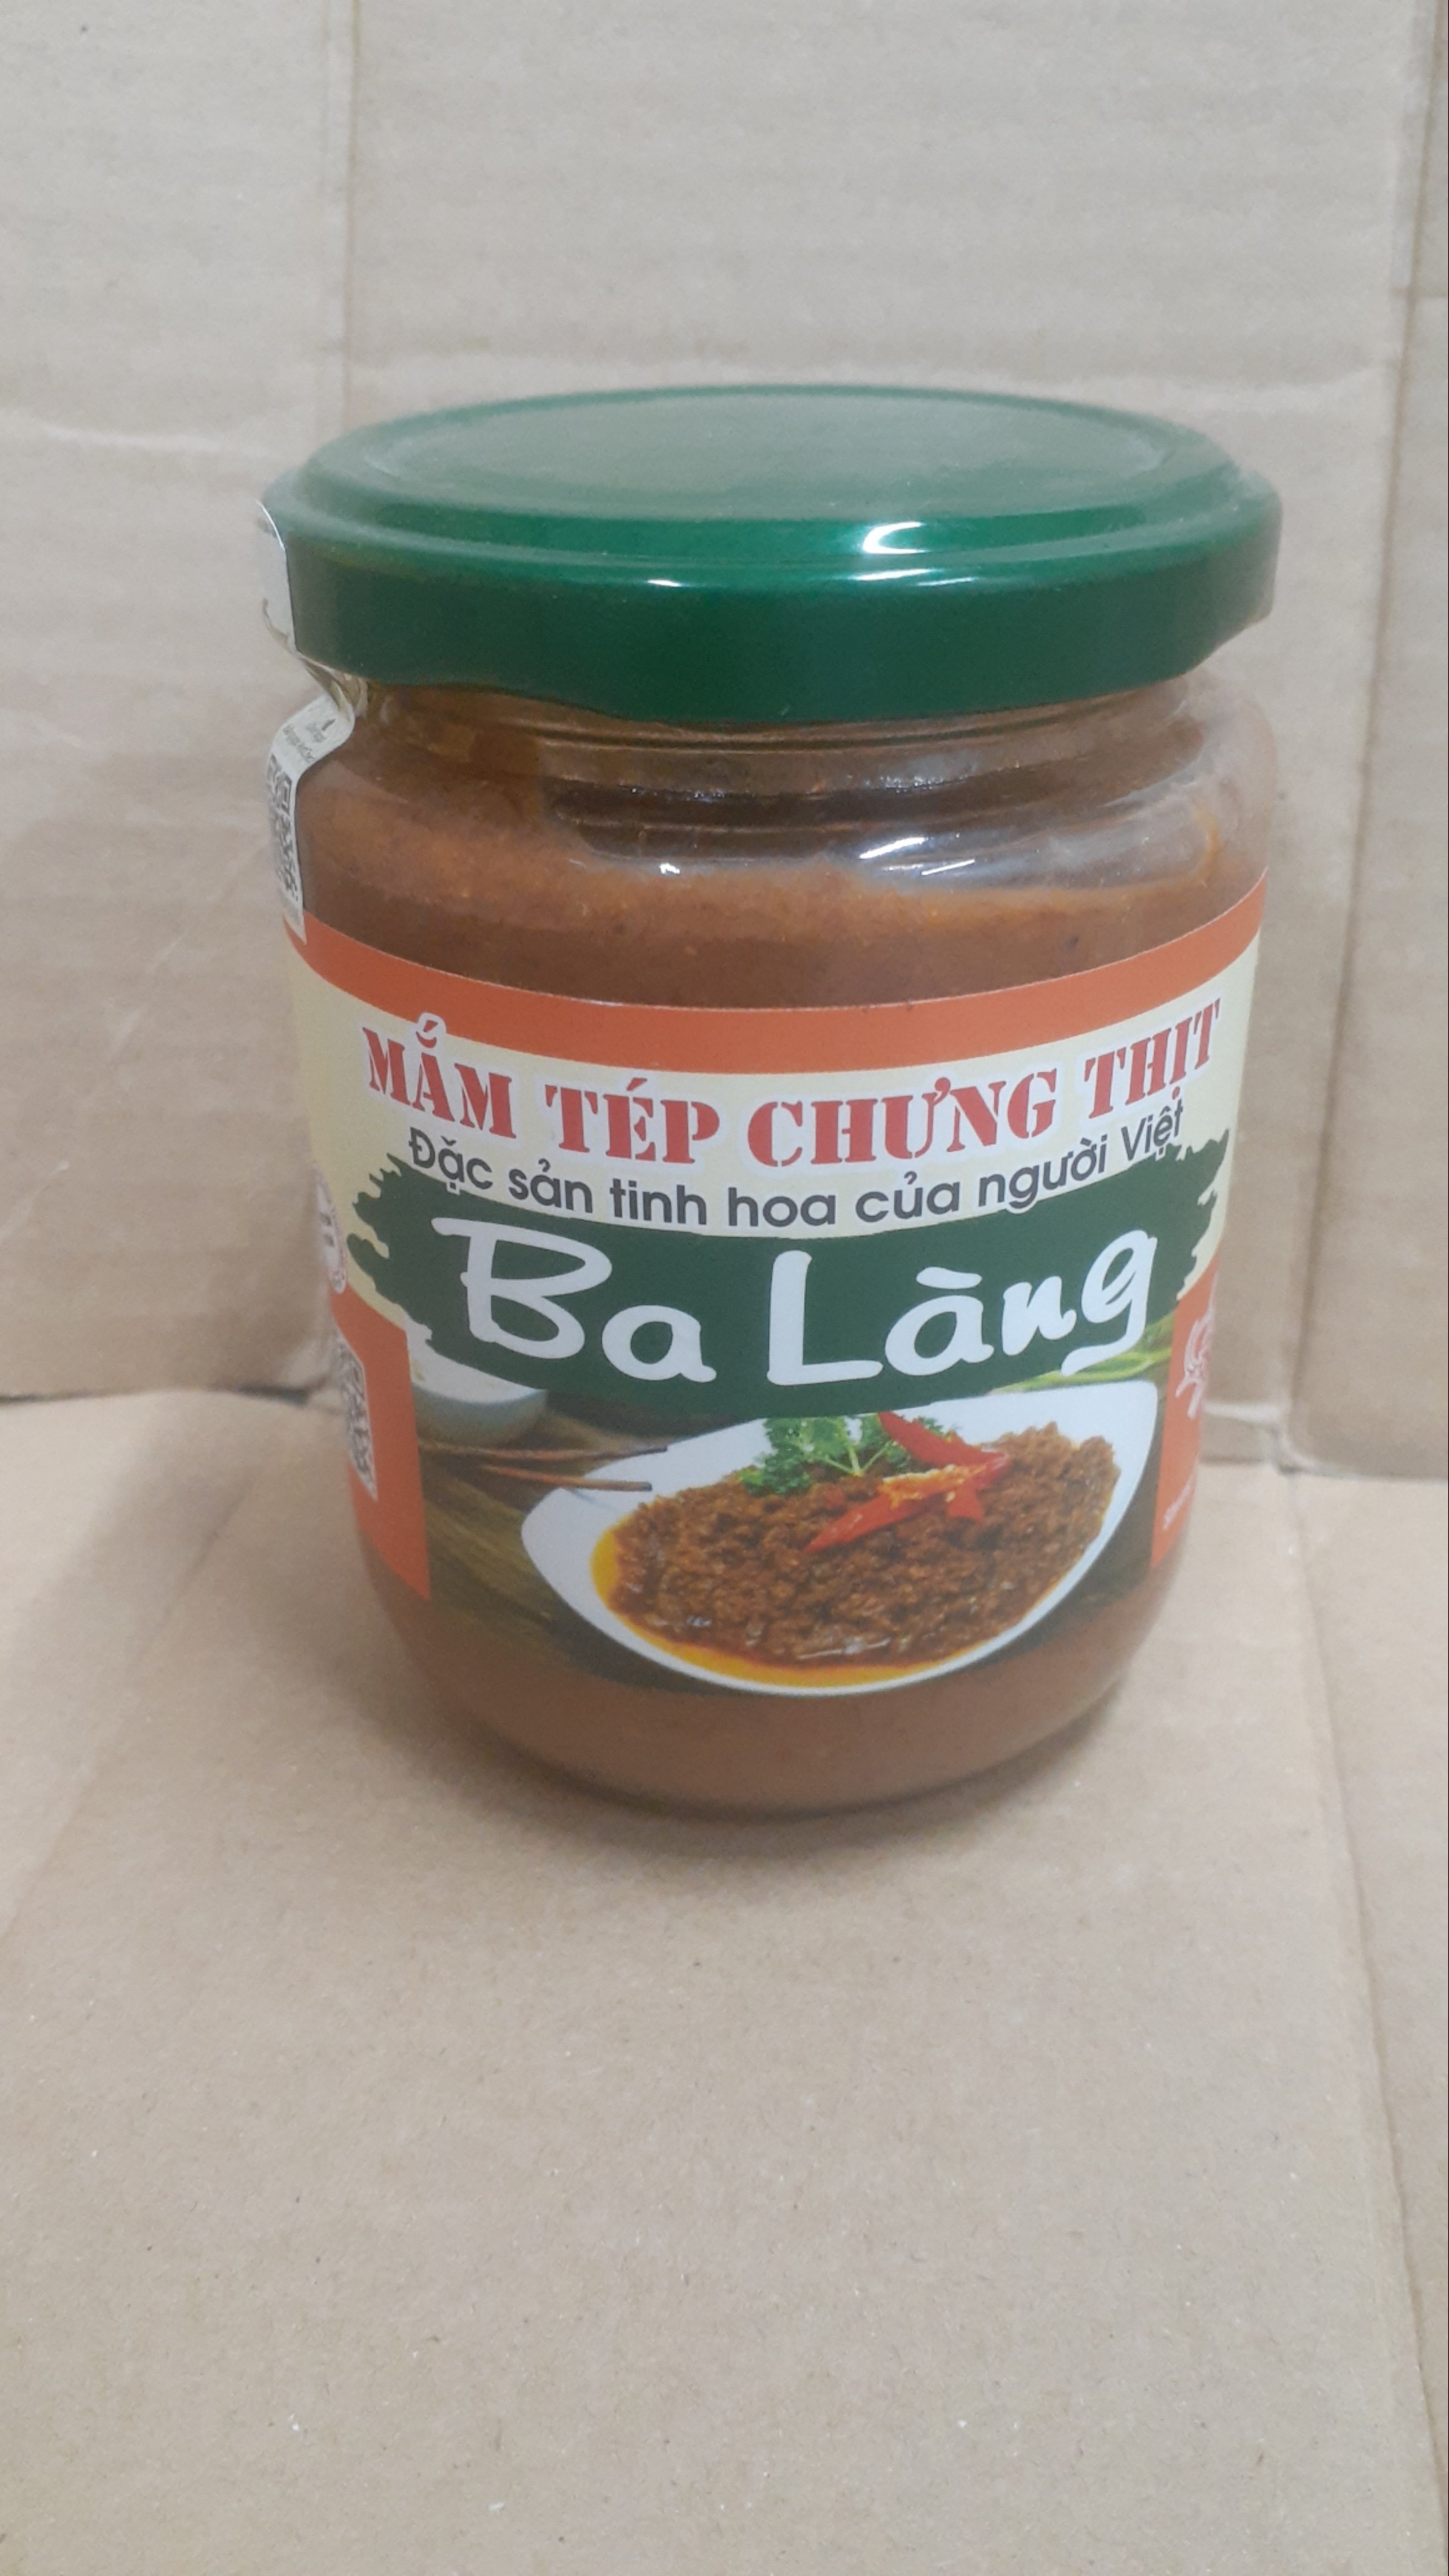 MẮM TÉP CHƯNG THỊT
Đặc sản tinh hoa của người Việt
Ba Làng